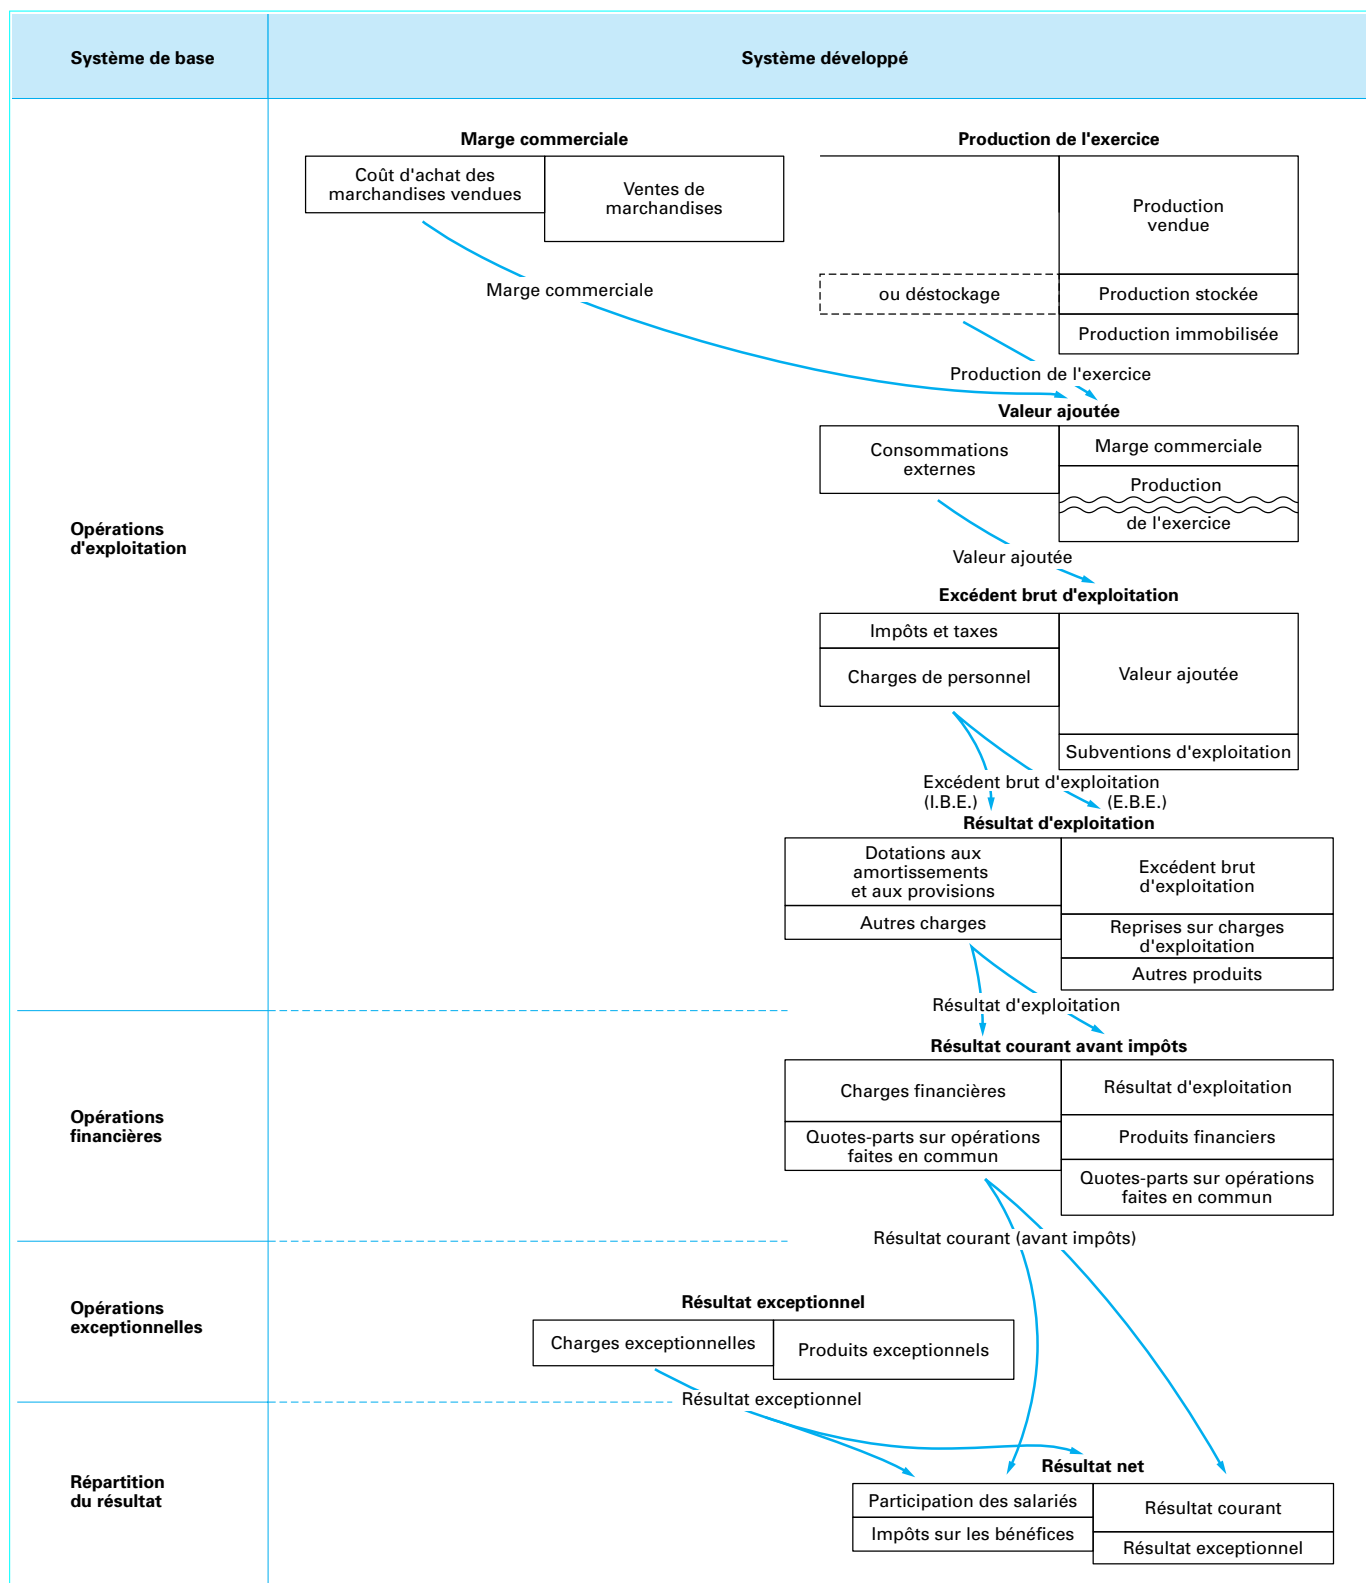 Système de base
Système développé
Opérations
d'exploitation
Marge commerciale
Coût d'achat des
marchandises vendues
Ventes de
marchandises
Marge commerciale
Production de l'exercice
Production
vendue
ou déstockage
Production stockée
Production immobilisée
Production de l'exercice
Valeur ajoutée
Consommations
externes
Marge commerciale
Production
de l'exercice
Valeur ajoutée
Excédent brut d'exploitation
Impôts et taxes
Charges de personnel
Valeur ajoutée
Subventions d'exploitation
Excédent brut d'exploitation
(I.B.E.) (E.B.E.)
Résultat d'exploitation
Dotations aux
amortissements
et aux provisions
Autres charges
Excédent brut
d'exploitation
Reprises sur charges
d'exploitation
Autres produits
Résultat d'exploitation
Opérations
financières
Résultat courant avant impôts
Charges financières
Quotes-parts sur opérations
faites en commun
Résultat d'exploitation
Produits financiers
Quotes-parts sur opérations
faites en commun
Résultat courant (avant impôts)
Opérations
exceptionnelles
Résultat exceptionnel
Charges exceptionnelles
Produits exceptionnels
Résultat exceptionnel
Répartition
du résultat
Résultat net
Participation des salariés
Impôts sur les bénéfices
Résultat courant
Résultat exceptionnel